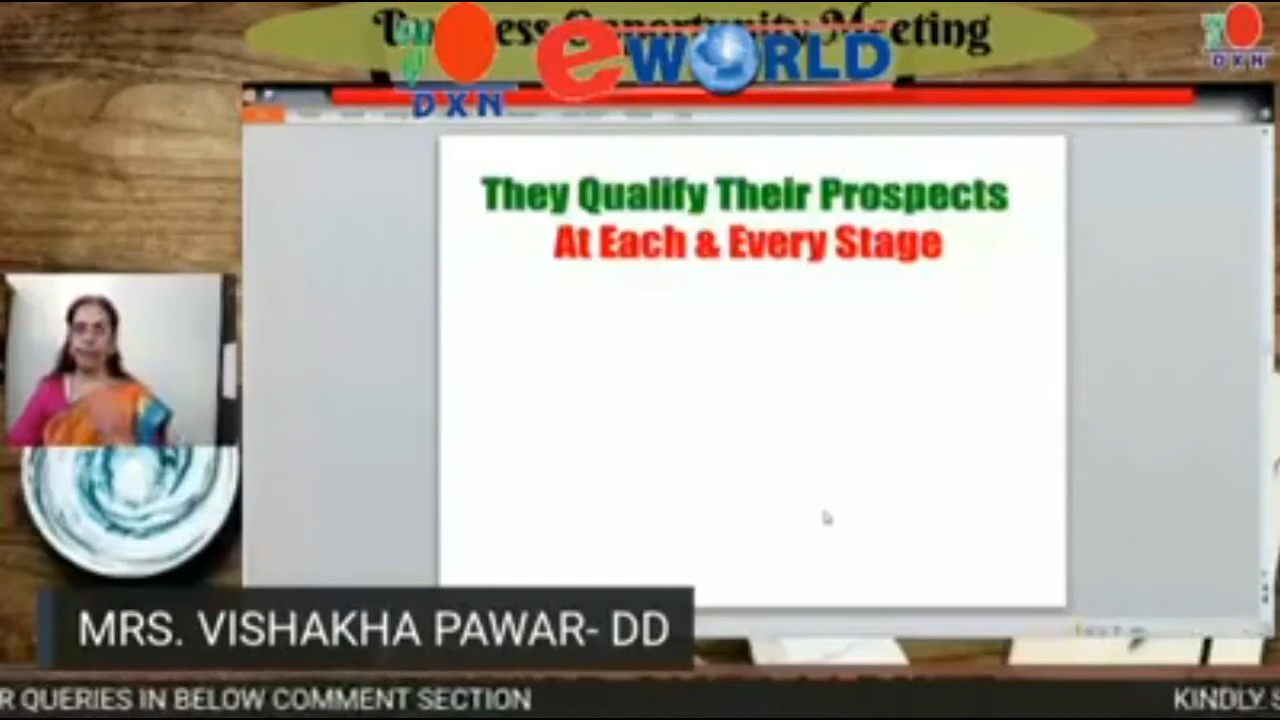 eWORLD
DXN
DXN
They Qualify Their Prospects
At Each & Every Stage
MRS. VISHAKHA PAWAR- DD
R QUERIES IN BELOW COMMENT SECTION
KINDLY S